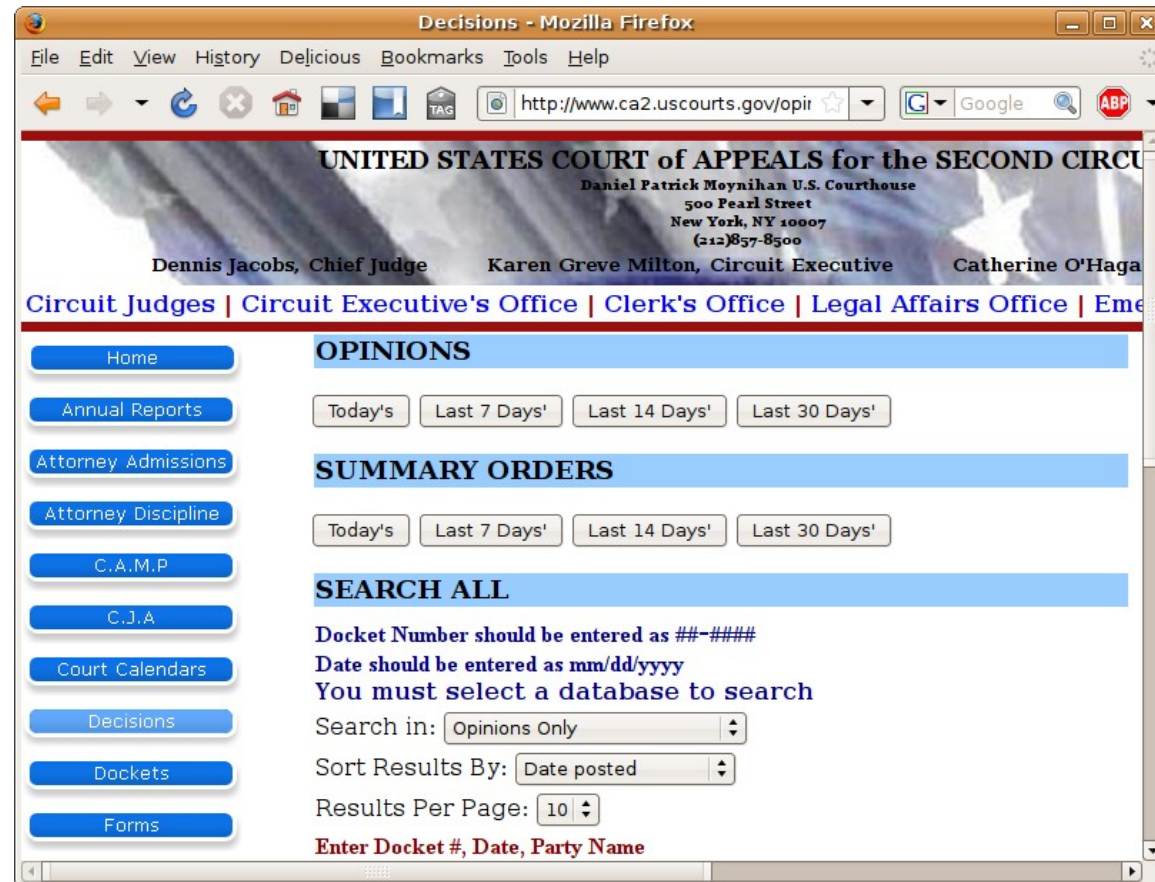 Decisions - Mozilla Firefox
File Edit View History Delicious Bookmarks Tools Help
TAG http://www.ca2.uscourts.gov/opin G Google ABP
UNITED STATES COURT of APPEALS for the SECOND CIRCU
Daniel Patrick Moynihan U.S. Courthouse
500 Pearl Street
New York, NY 10007
(212)857-8500
Dennis Jacobs, Chief Judge Karen Greve Milton, Circuit Executive Catherine O'Haga
Circuit Judges | Circuit Executive's Office | Clerk's Office | Legal Affairs Office | Eme
Home
Annual Reports
Attorney Admissions
Attorney Discipline
C.A.M.P
C.J.A
Court Calendars
Decisions
Dockets
Forms
OPINIONS
Today's Last 7 Days' Last 14 Days' Last 30 Days'
SUMMARY ORDERS
Today's Last 7 Days' Last 14 Days' Last 30 Days'
SEARCH ALL
Docket Number should be entered as ##-####
Date should be entered as mm/dd/yyyy
You must select a database to search
Search in: Opinions Only
Sort Results By: Date posted
Results Per Page: 10
Enter Docket #, Date, Party Name